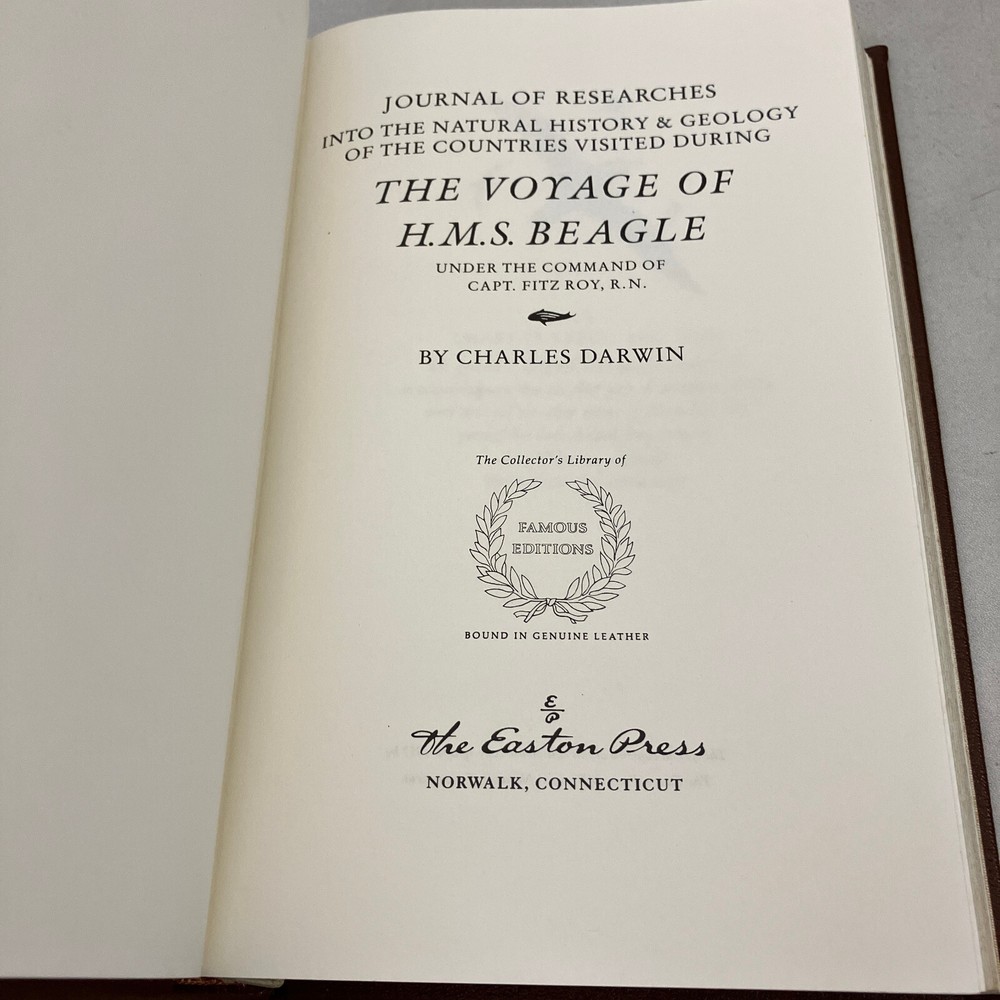 JOURNAL OF RESEARCHES
INTO THE NATURAL HISTORY & GEOLOGY
OF THE COUNTRIES VISITED DURING
THE VOYAGE OF
H.M.S. BEAGLE
UNDER THE COMMAND OF
CAPT. FITZ ROY, R.N.
BY CHARLES DARWIN
The Collector's Library of
FAMOUS
EDITIONS
BOUND IN GENUINE LEATHER
E
P
The Easton Press
NORWALK, CONNECTICUT